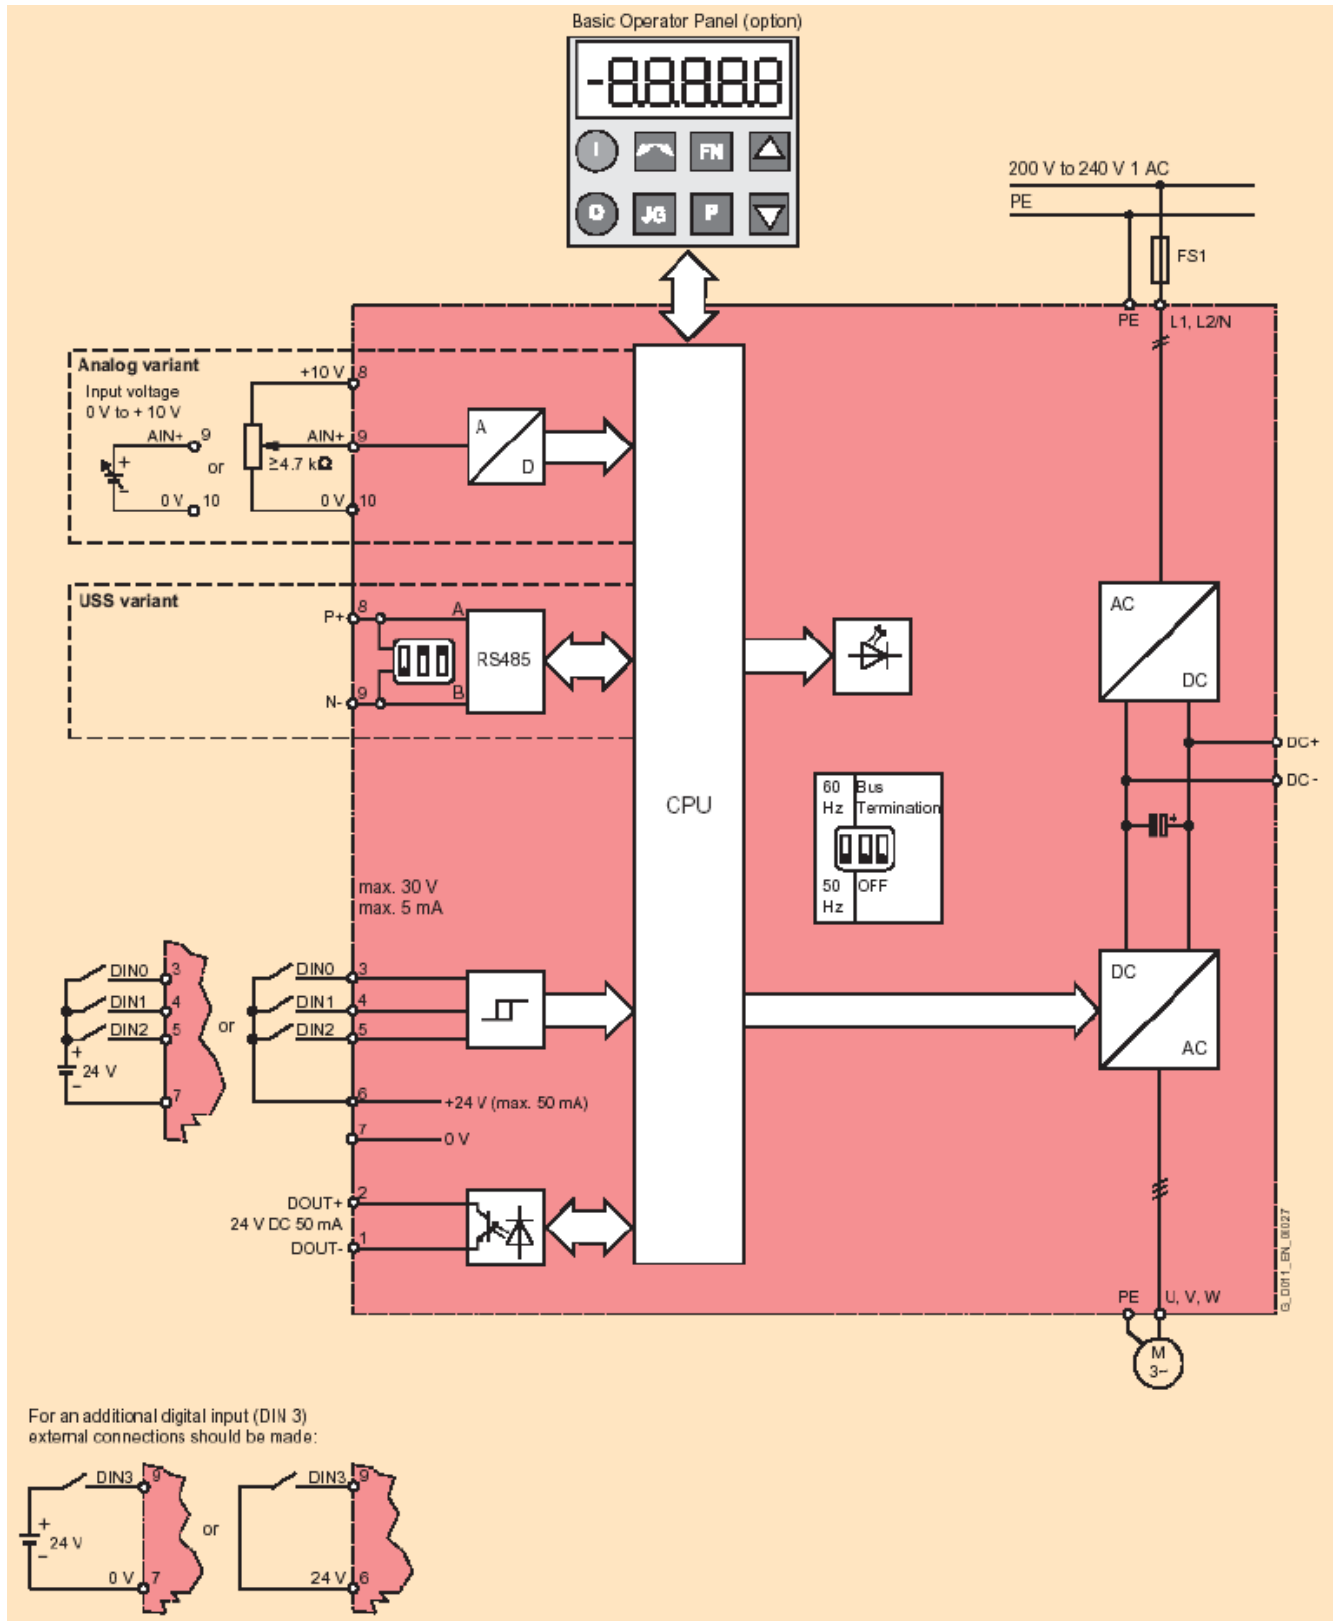 Basic Operator Panel (option)
-8.8.8.8.8
I
FN
0
JG
P
200 V to 240 V 1 AC
PE
FS1
PE
L1, L2/N
Analog variant
Input voltage
0 V to + 10 V
AIN+ 9
or
0 V 10
+10 V 8
AIN+ 9
≥4.7 kΩ
0 V 10
A
D
USS variant
P+ 8
A
RS485
N- 9
B
CPU
AC
DC
DC+
DC-
+
60 Hz
Bus Termination
50 Hz
OFF
max. 30 V
max. 5 mA
DIN0 3
DIN1 4
DIN2 5
+
24 V
-
7
or
DIN0 3
DIN1 4
DIN2 5
6
+24 V (max. 50 mA)
7
0 V
DC
AC
DOUT+ 2
24 V DC 50 mA
DOUT- 1
PE
U, V, W
M
3~
For an additional digital input (DIN 3)
external connections should be made:
DIN3 9
+
24 V
-
0 V 7
or
DIN3 9
24 V 6